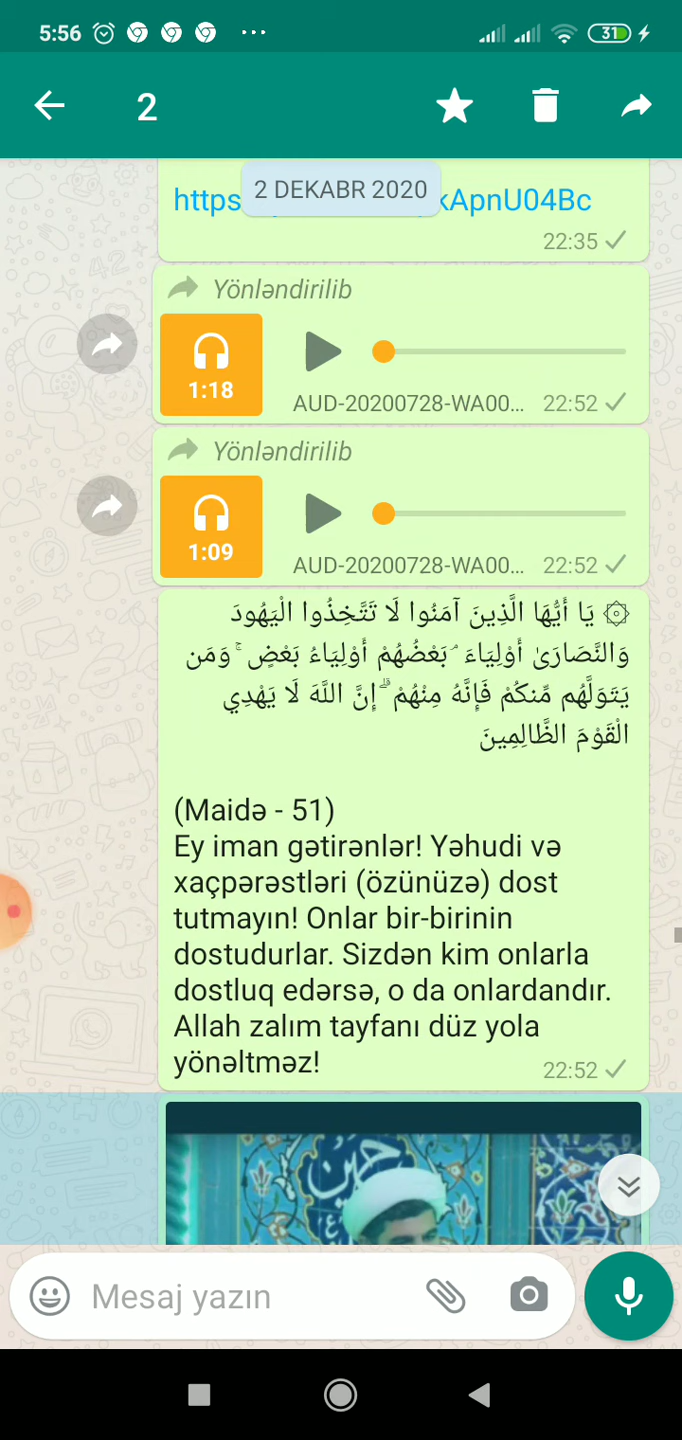 5:56
31
2
2 DEKABR 2020
https
kApnU04Bc
22:35
Yönləndirilib
1:18
AUD-20200728-WA00...
22:52
Yönləndirilib
1:09
AUD-20200728-WA00...
22:52
۞ يَا أَيُّهَا الَّذِينَ آمَنُوا لَا تَتَّخِذُوا الْيَهُودَ
وَالنَّصَارَىٰ أَوْلِيَاءَ ۘ بَعْضُهُمْ أَوْلِيَاءُ بَعْضٍ ۚ وَمَن
يَتَوَلَّهُم مِّنكُمْ فَإِنَّهُ مِنْهُمْ ۗ إِنَّ اللَّهَ لَا يَهْدِي
الْقَوْمَ الظَّالِمِينَ
(Maidə - 51)
Ey iman gətirənlər! Yəhudi və
xaçpərəstləri (özünüzə) dost
tutmayın! Onlar bir-birinin
dostudurlar. Sizdən kim onlarla
dostluq edərsə, o da onlardandır.
Allah zalım tayfanı düz yola
yönəltməz!
22:52
Mesaj yazın